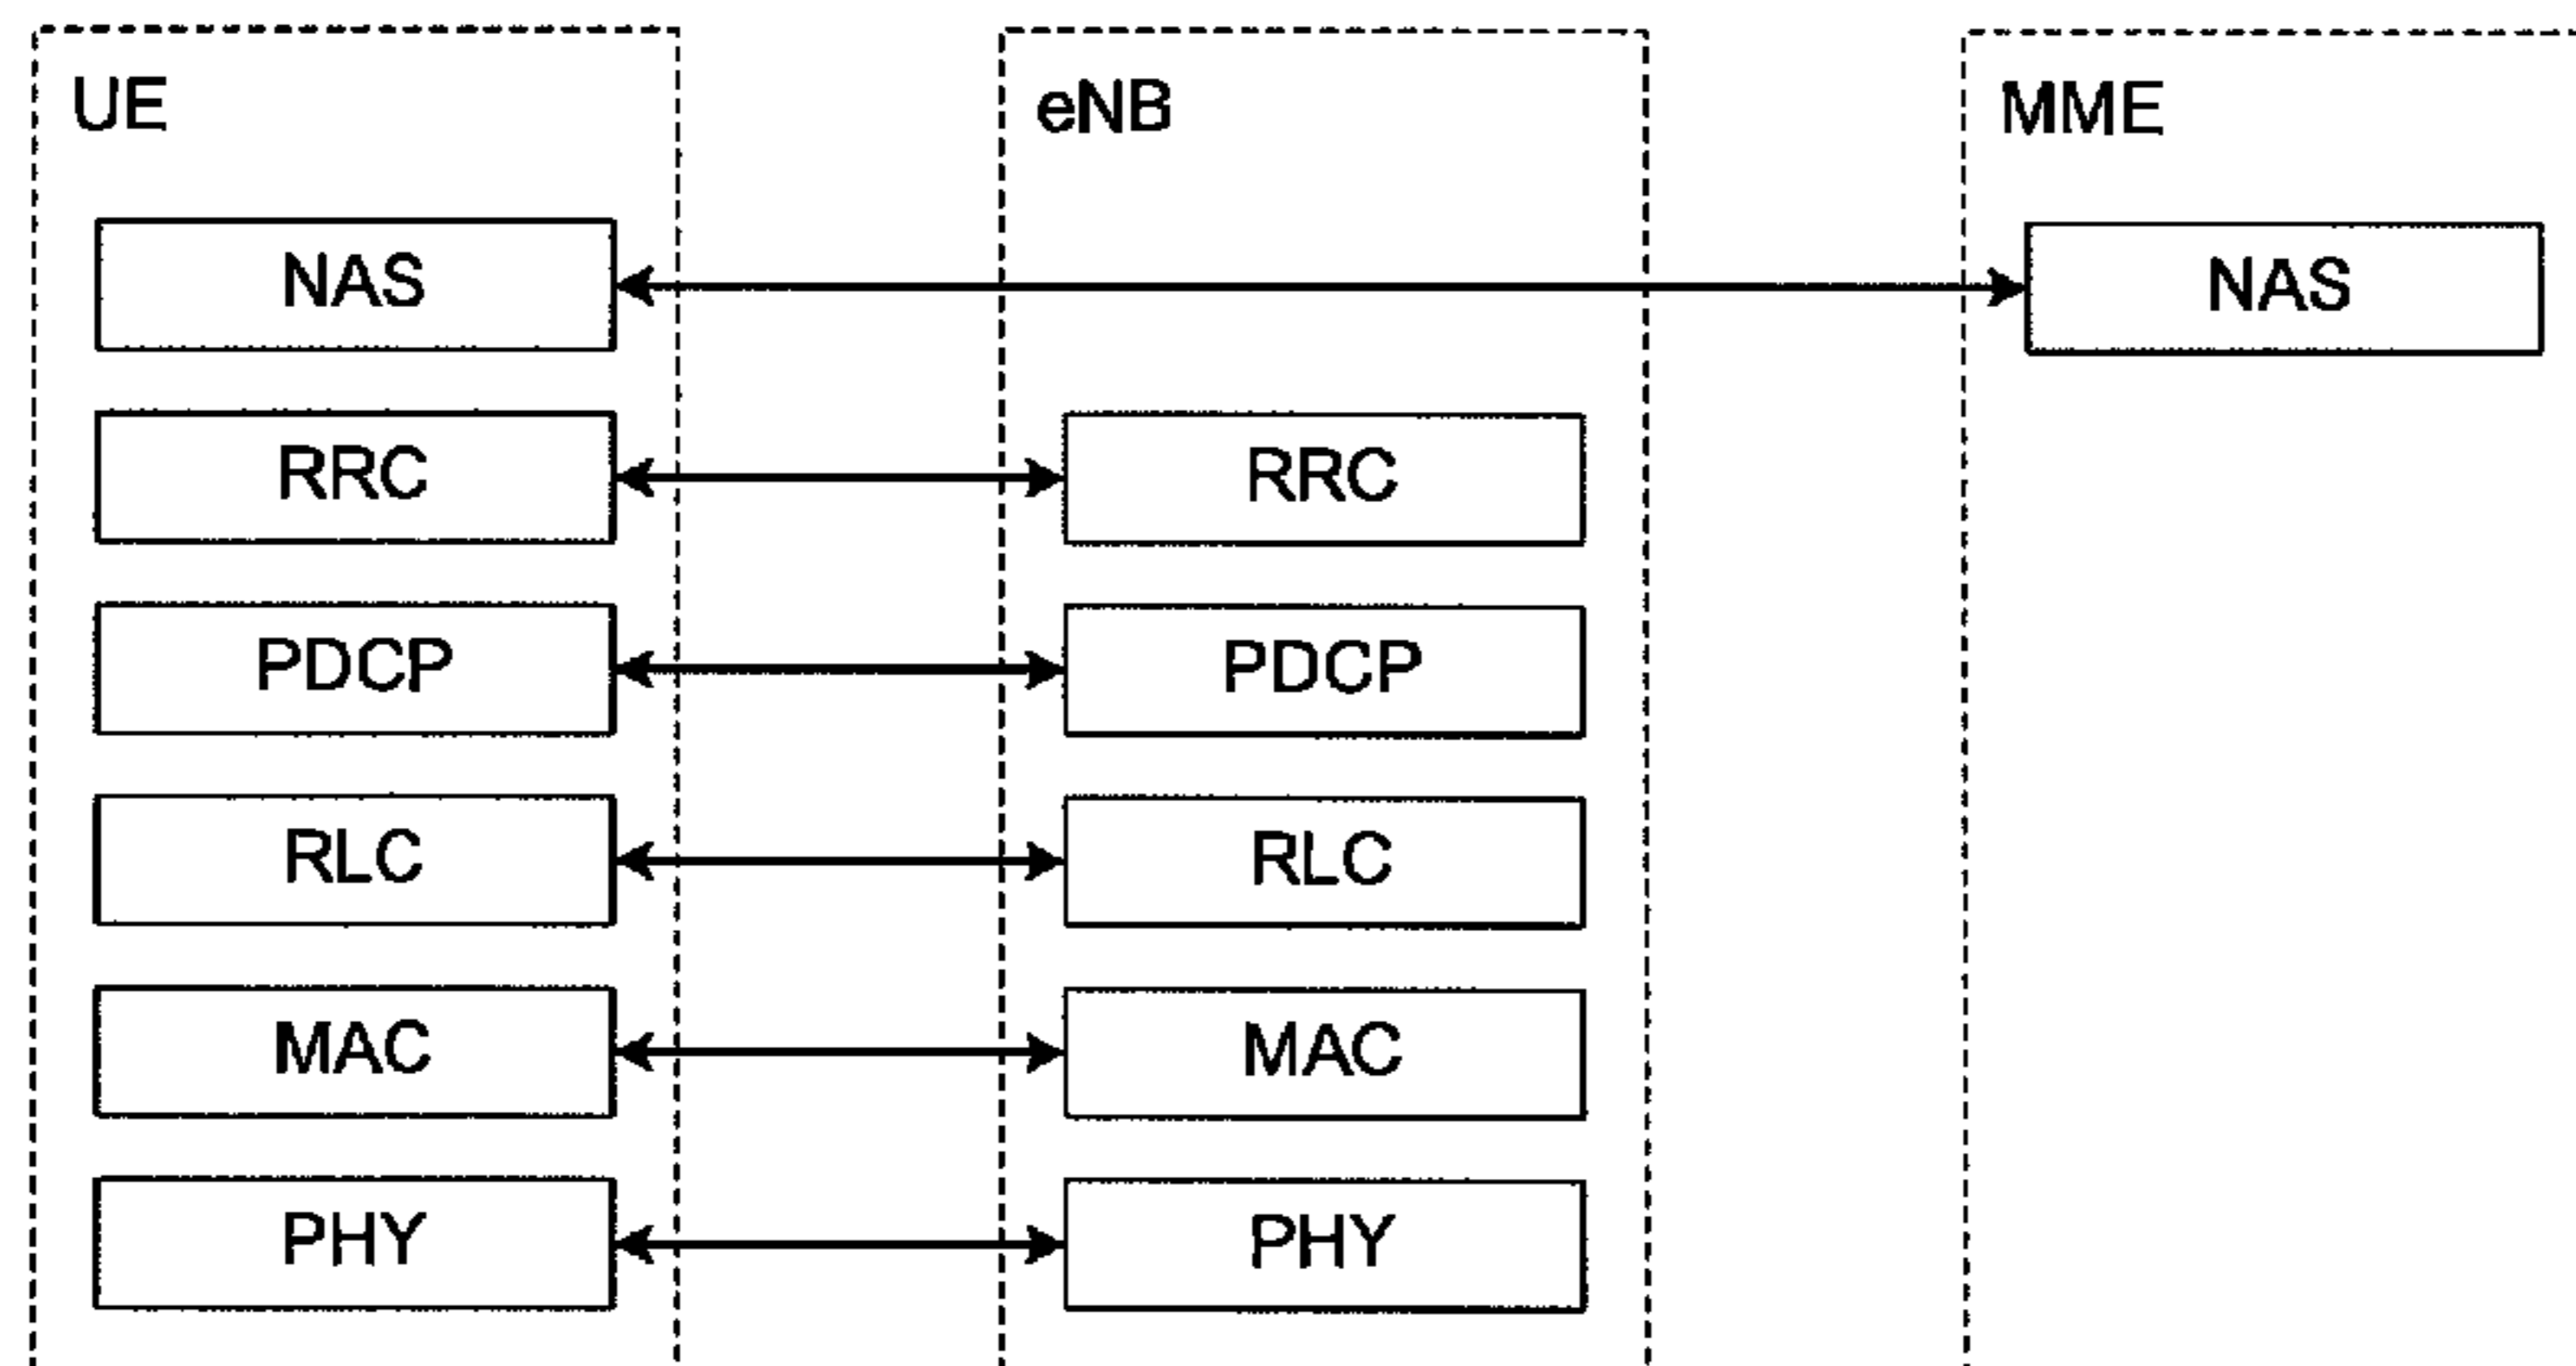 UE eNB MME
NAS NAS
RRC RRC
PDCP PDCP
RLC RLC
MAC MAC
PHY PHY